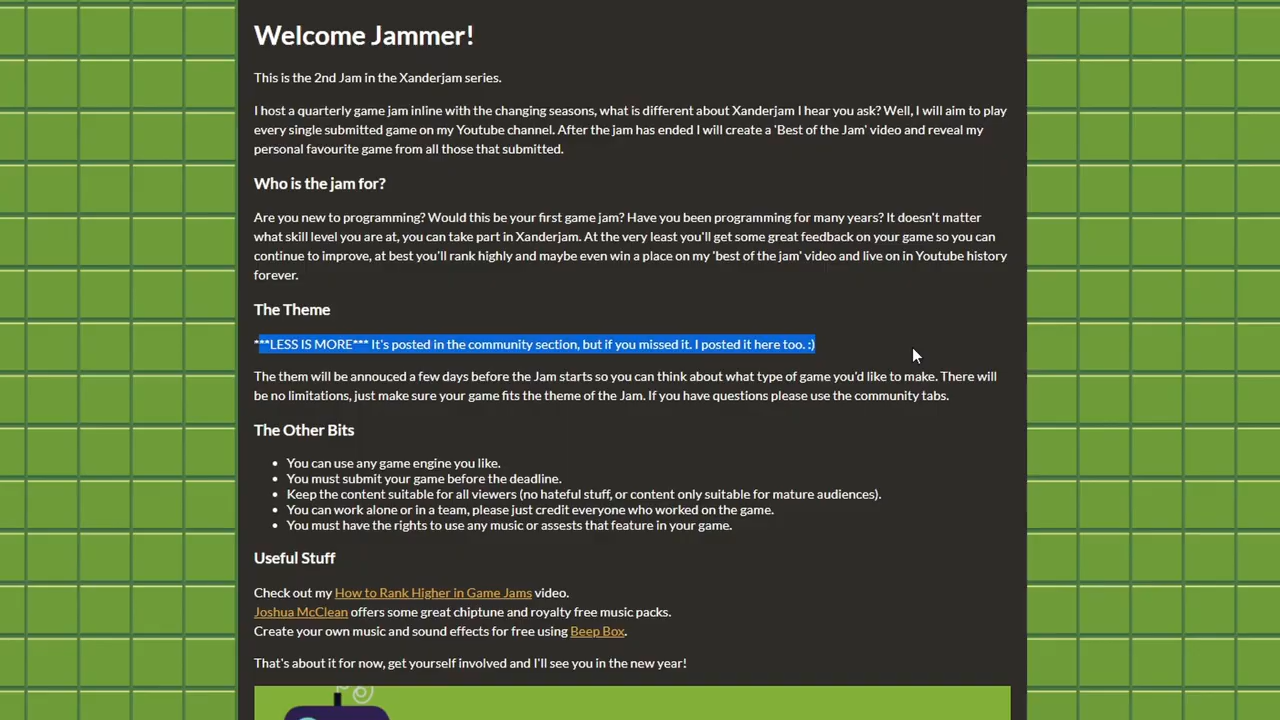 Welcome Jammer!
This is the 2nd Jam in the Xanderjam series.
I host a quarterly game jam inline with the changing seasons, what is different about Xanderjam I hear you ask? Well, I will aim to play
every single submitted game on my Youtube channel. After the jam has ended I will create a 'Best of the Jam' video and reveal my
personal favourite game from all those that submitted.
Who is the jam for?
Are you new to programming? Would this be your first game jam? Have you been programming for many years? It doesn't matter
what skill level you are at, you can take part in Xanderjam. At the very least you'll get some great feedback on your game so you can
continue to improve, at best you'll rank highly and maybe even win a place on my 'best of the jam' video and live on in Youtube history
forever.
The Theme
***LESS IS MORE*** It's posted in the community section, but if you missed it. I posted it here too. :)
The them will be annouced a few days before the Jam starts so you can think about what type of game you'd like to make. There will
be no limitations, just make sure your game fits the theme of the Jam. If you have questions please use the community tabs.
The Other Bits
• You can use any game engine you like.
• You must submit your game before the deadline.
• Keep the content suitable for all viewers (no hateful stuff, or content only suitable for mature audiences).
• You can work alone or in a team, please just credit everyone who worked on the game.
• You must have the rights to use any music or assests that feature in your game.
Useful Stuff
Check out my How to Rank Higher in Game Jams video.
Joshua McClean offers some great chiptune and royalty free music packs.
Create your own music and sound effects for free using Beep Box.
That's about it for now, get yourself involved and I'll see you in the new year!